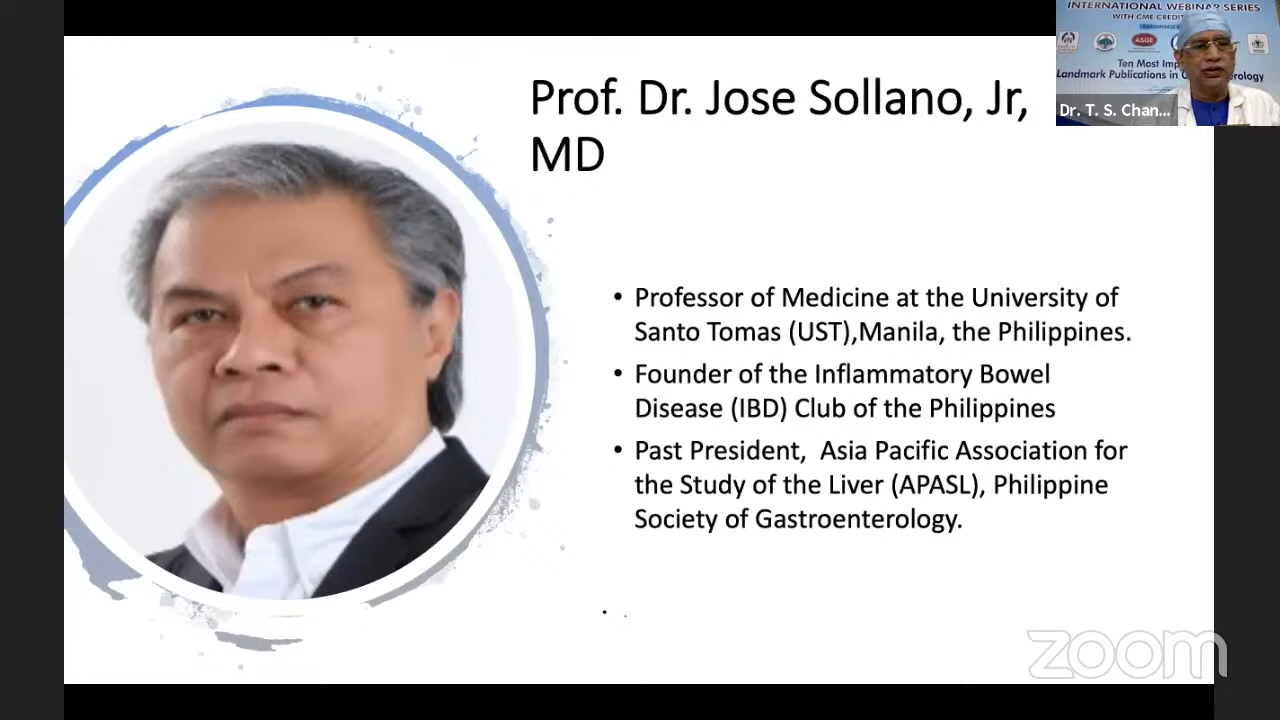 Prof. Dr. Jose Sollano, Jr,
MD
• Professor of Medicine at the University of
Santo Tomas (UST),Manila, the Philippines.
• Founder of the Inflammatory Bowel
Disease (IBD) Club of the Philippines
• Past President, Asia Pacific Association for
the Study of the Liver (APASL), Philippine
Society of Gastroenterology.
INTERNATIONAL WEBINAR SERIES
WITH CME
ASGE
Ten Most
Landmark Publications in
Dr. T. S. Chan...
zoom